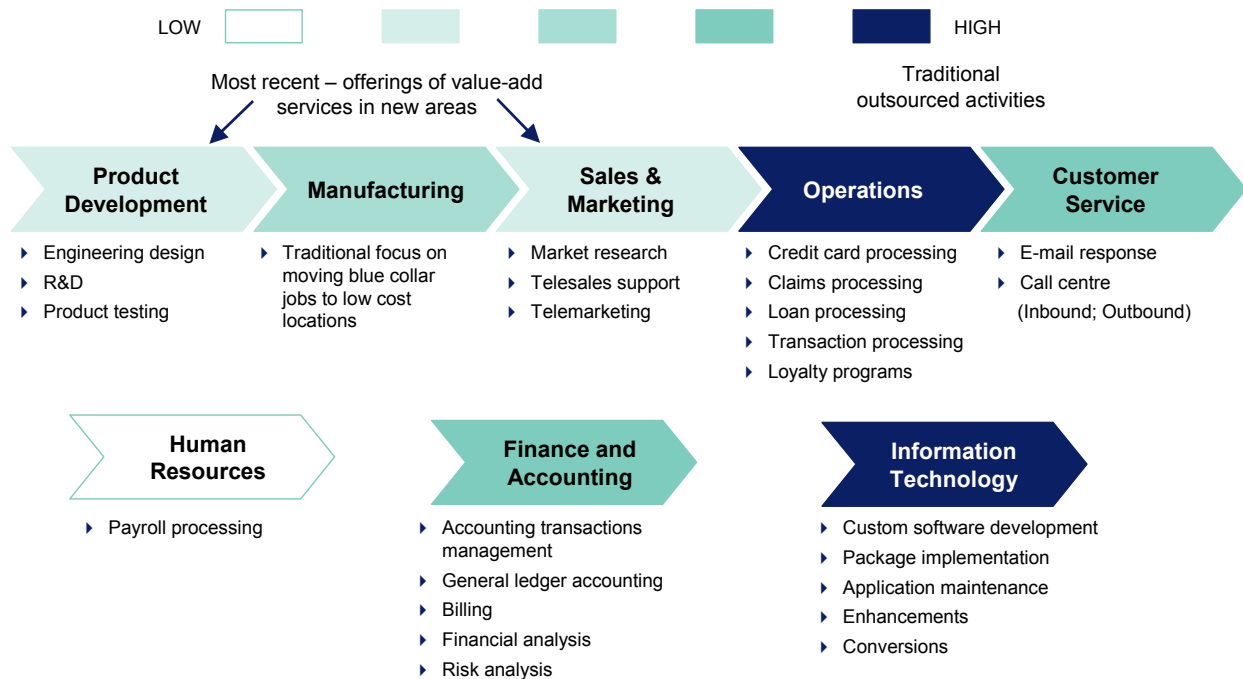 LOW
HIGH
Most recent – offerings of value-add
services in new areas
Traditional
outsourced activities
Product
Development
Manufacturing
Sales &
Marketing
Operations
Customer
Service
Engineering design
R&D
Product testing
Traditional focus on
moving blue collar
jobs to low cost
locations
Market research
Telesales support
Telemarketing
Credit card processing
Claims processing
Loan processing
Transaction processing
Loyalty programs
E-mail response
Call centre
(Inbound; Outbound)
Human
Resources
Finance and
Accounting
Information
Technology
Payroll processing
Accounting transactions
management
General ledger accounting
Billing
Financial analysis
Risk analysis
Custom software development
Package implementation
Application maintenance
Enhancements
Conversions